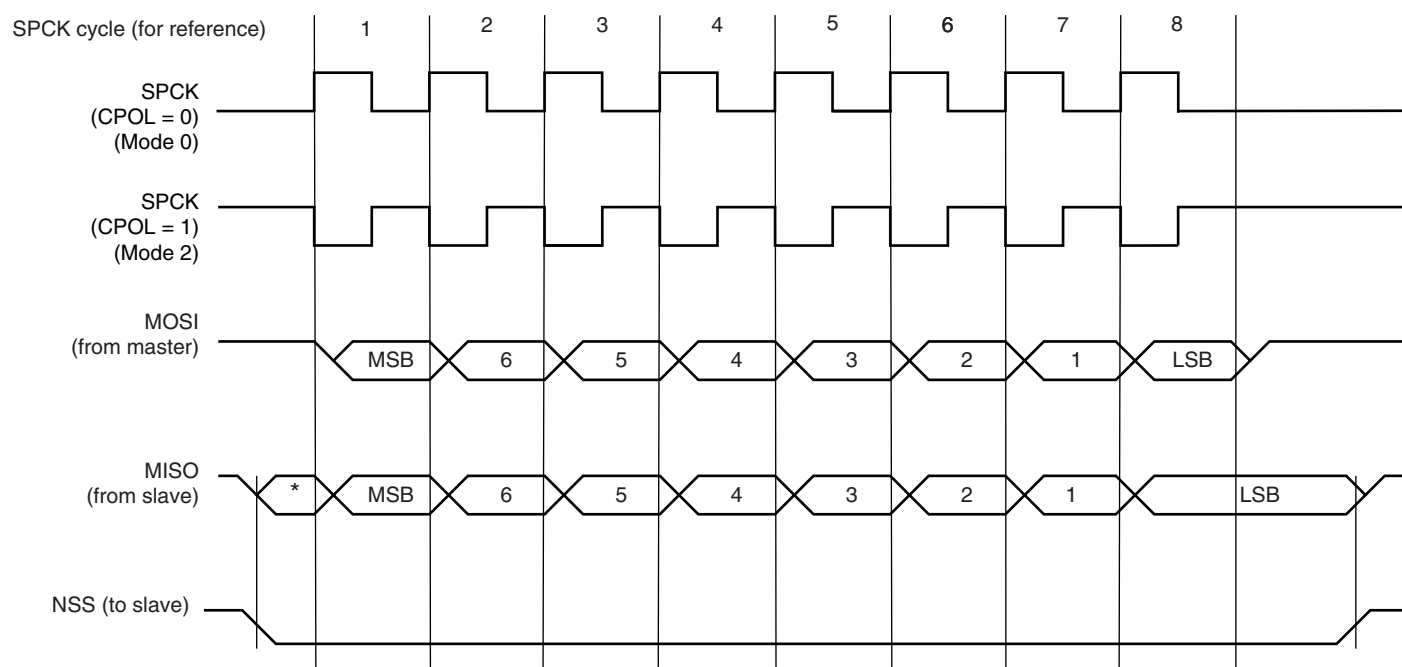 SPCK cycle (for reference) 1 2 3 4 5 6 7 8
SPCK
(CPOL = 0)
(Mode 0)
SPCK
(CPOL = 1)
(Mode 2)
MOSI
(from master)
MSB 6 5 4 3 2 1 LSB
MISO
(from slave)
* MSB 6 5 4 3 2 1 LSB
NSS (to slave)